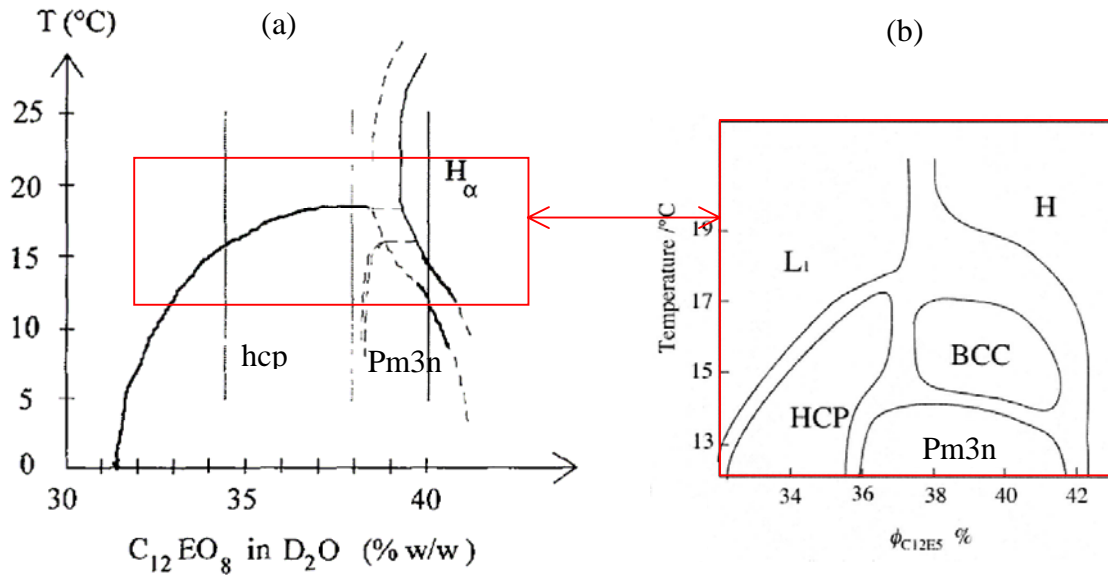 (a)
T (°C)
25
20
15
10
5
0
30
35
40
hcp
Pm3n
Hα
C12EO8 in D2O (% w/w)
(b)
Temperature /°C
19
17
15
13
L1
H
BCC
HCP
Pm3n
34
36
38
40
42
ϕC12E5 %